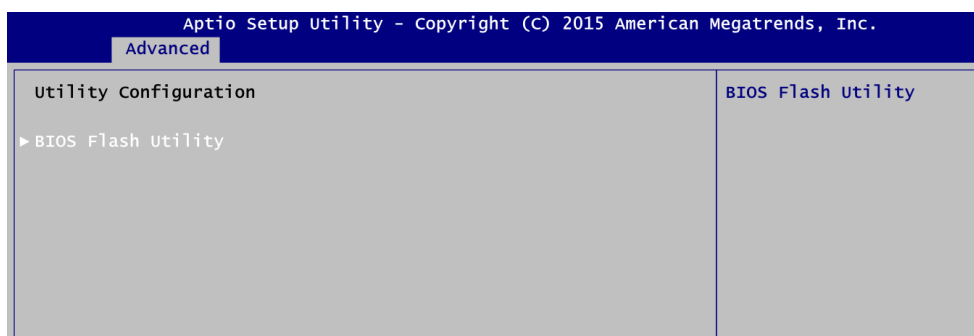 Aptio Setup Utility – Copyright (C) 2015 American Megatrends, Inc.
Advanced
Utility Configuration
BIOS Flash Utility
BIOS Flash Utility